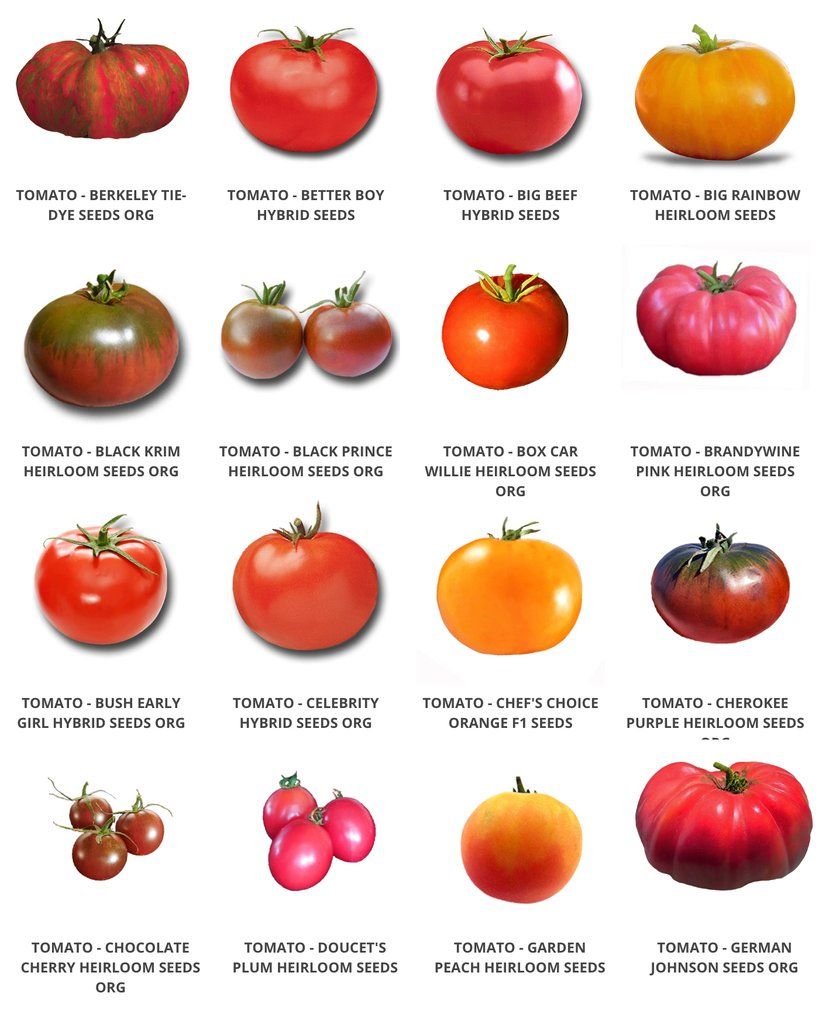 TOMATO - BERKELEY TIE-
DYE SEEDS ORG
TOMATO - BETTER BOY
HYBRID SEEDS
TOMATO - BIG BEEF
HYBRID SEEDS
TOMATO - BIG RAINBOW
HEIRLOOM SEEDS
TOMATO - BLACK KRIM
HEIRLOOM SEEDS ORG
TOMATO - BLACK PRINCE
HEIRLOOM SEEDS ORG
TOMATO - BOX CAR
WILLIE HEIRLOOM SEEDS
ORG
TOMATO - BRANDYWINE
PINK HEIRLOOM SEEDS
ORG
TOMATO - BUSH EARLY
GIRL HYBRID SEEDS ORG
TOMATO - CELEBRITY
HYBRID SEEDS ORG
TOMATO - CHEF'S CHOICE
ORANGE F1 SEEDS
TOMATO - CHEROKEE
PURPLE HEIRLOOM SEEDS
TOMATO - CHOCOLATE
CHERRY HEIRLOOM SEEDS
ORG
TOMATO - DOUCET'S
PLUM HEIRLOOM SEEDS
TOMATO - GARDEN
PEACH HEIRLOOM SEEDS
TOMATO - GERMAN
JOHNSON SEEDS ORG